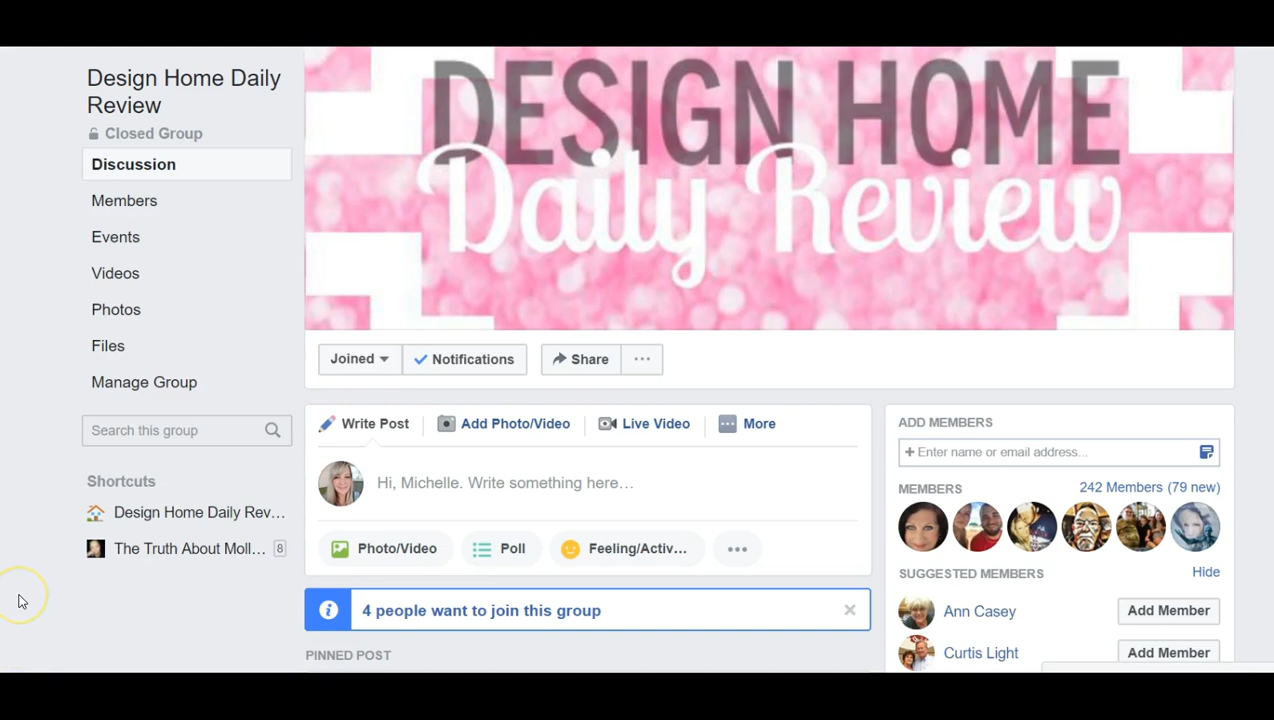 Design Home Daily
Review
Closed Group
Discussion
Members
Events
Videos
Photos
Files
Manage Group
Search this group
Shortcuts
Design Home Daily Rev...
The Truth About Moll... 8
DESIGN HOME
Daily Review
Joined Notifications Share ...
Write Post Add Photo/Video Live Video More
Hi, Michelle. Write something here...
Photo/Video Poll Feeling/Activ... ...
4 people want to join this group
PINNED POST
ADD MEMBERS
+ Enter name or email address...
MEMBERS 242 Members (79 new)
SUGGESTED MEMBERS Hide
Ann Casey Add Member
Curtis Light Add Member